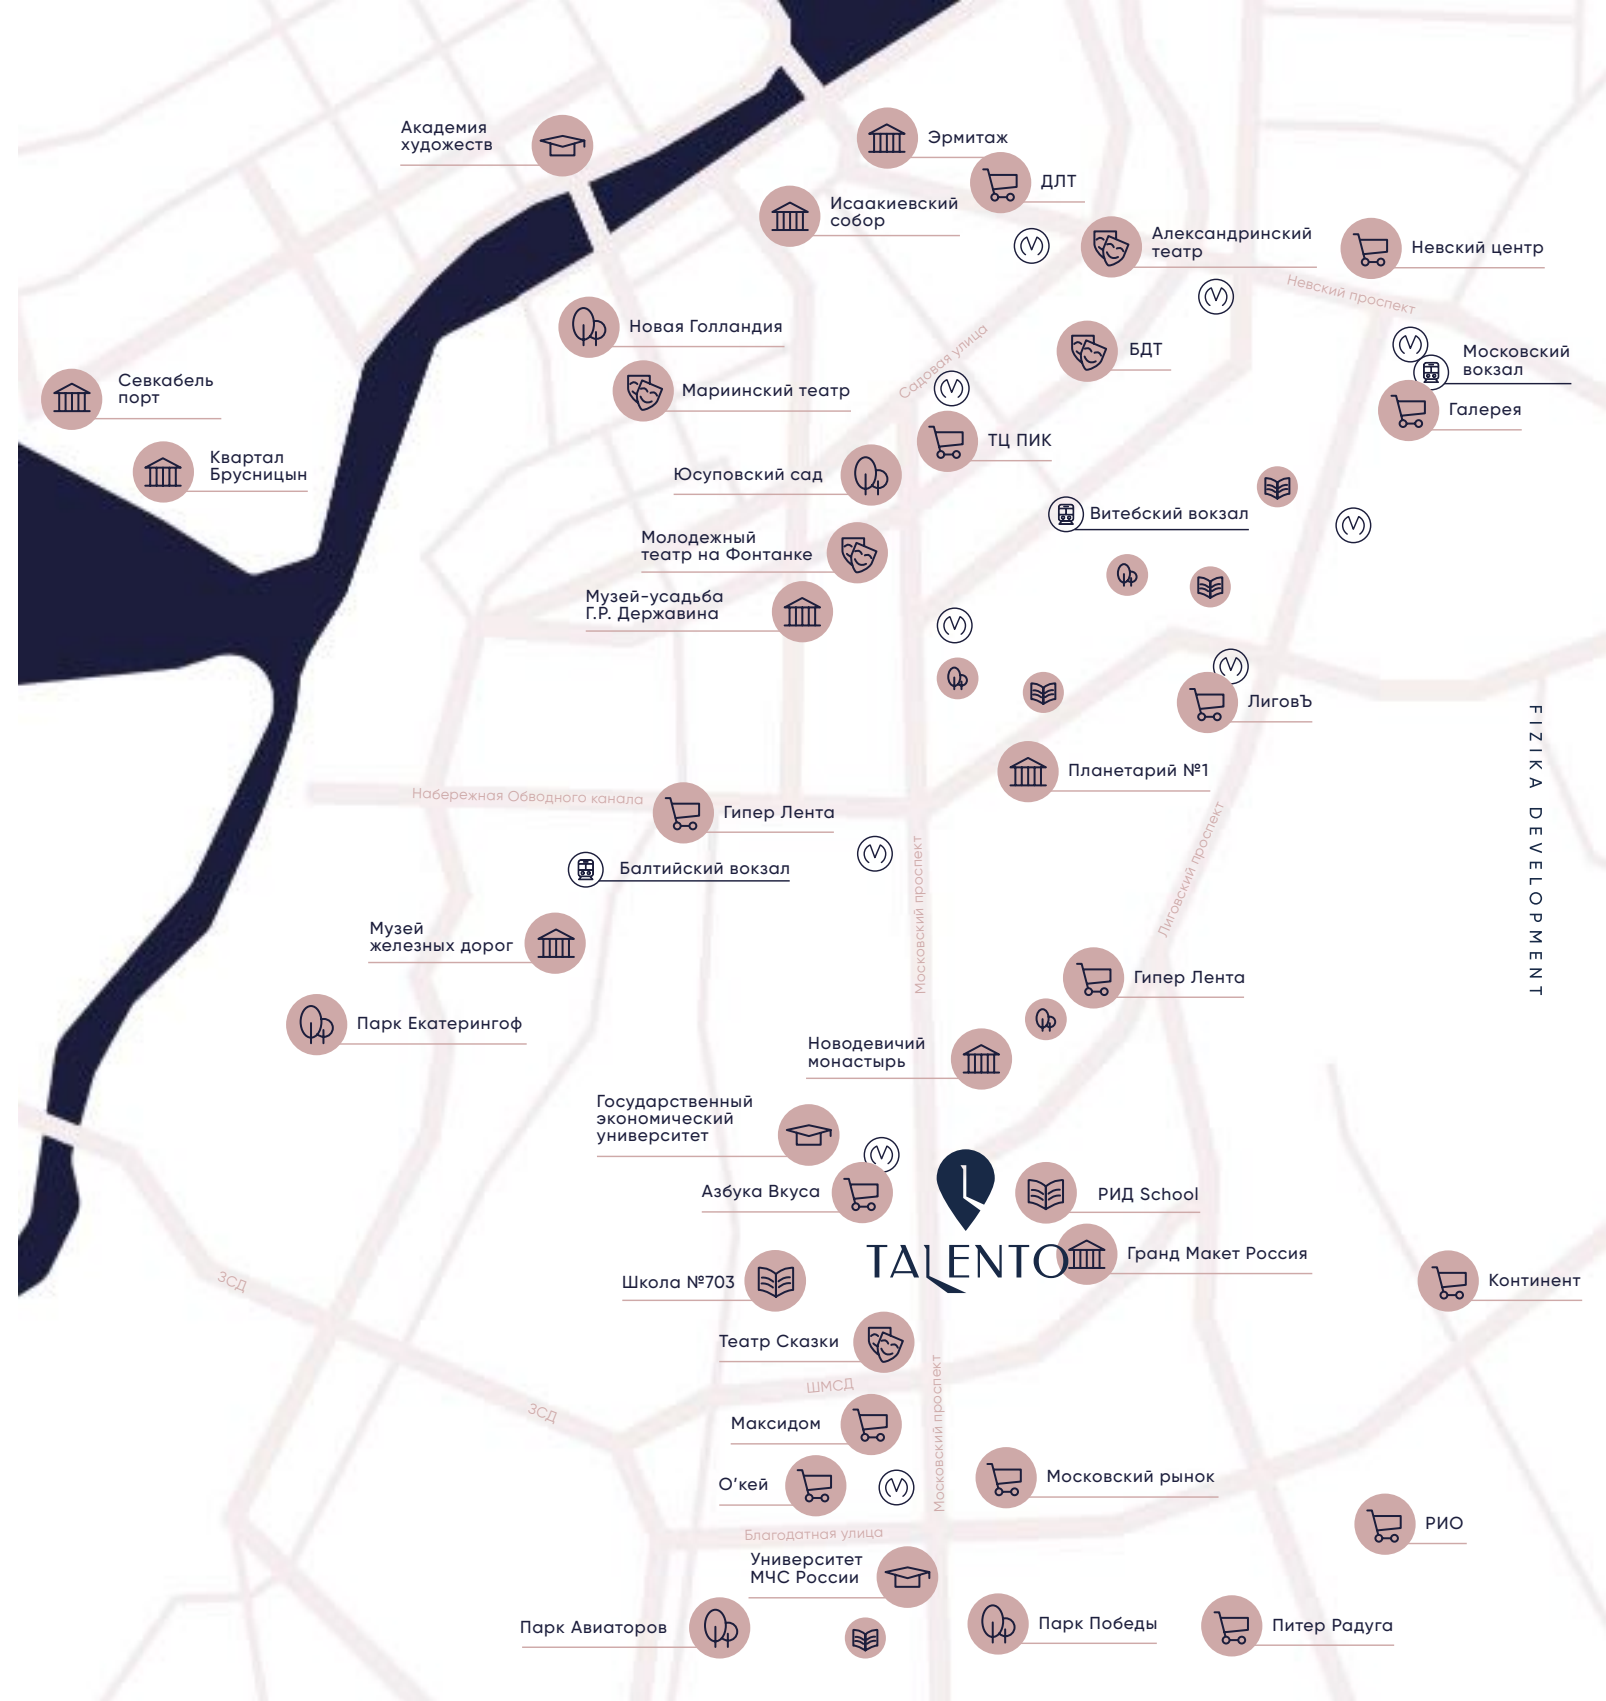 Академия
художеств
Эрмитаж
ДЛТ
Исаакиевский
собор
Александринский
театр
Невский центр
Невский проспект
Новая Голландия
Садовая улица
БДТ
Московский
вокзал
Севкабель
порт
Мариинский театр
Галерея
ТЦ ПИК
Квартал
Брусницын
Юсуповский сад
Витебский вокзал
Молодежный
театр на Фонтанке
Музей-усадьба
Г.Р. Державина
ЛиговЪ
FIZIKA DEVELOPMENT
Планетарий №1
Набережная Обводного канала
Гипер Лента
Балтийский вокзал
Московский проспект
Лиговский проспект
Музей
железных дорог
Гипер Лента
Парк Екатерингоф
Новодевичий
монастырь
Государственный
экономический
университет
Азбука Вкуса
РИД School
TALENTO
Гранд Макет Россия
ЗСД
Школа №703
Континент
Театр Сказки
ШМСД
ЗСД
Московский проспект
Максидом
О'кей
Московский рынок
РИО
Благодатная улица
Университет
МЧС России
Парк Авиаторов
Парк Победы
Питер Радуга